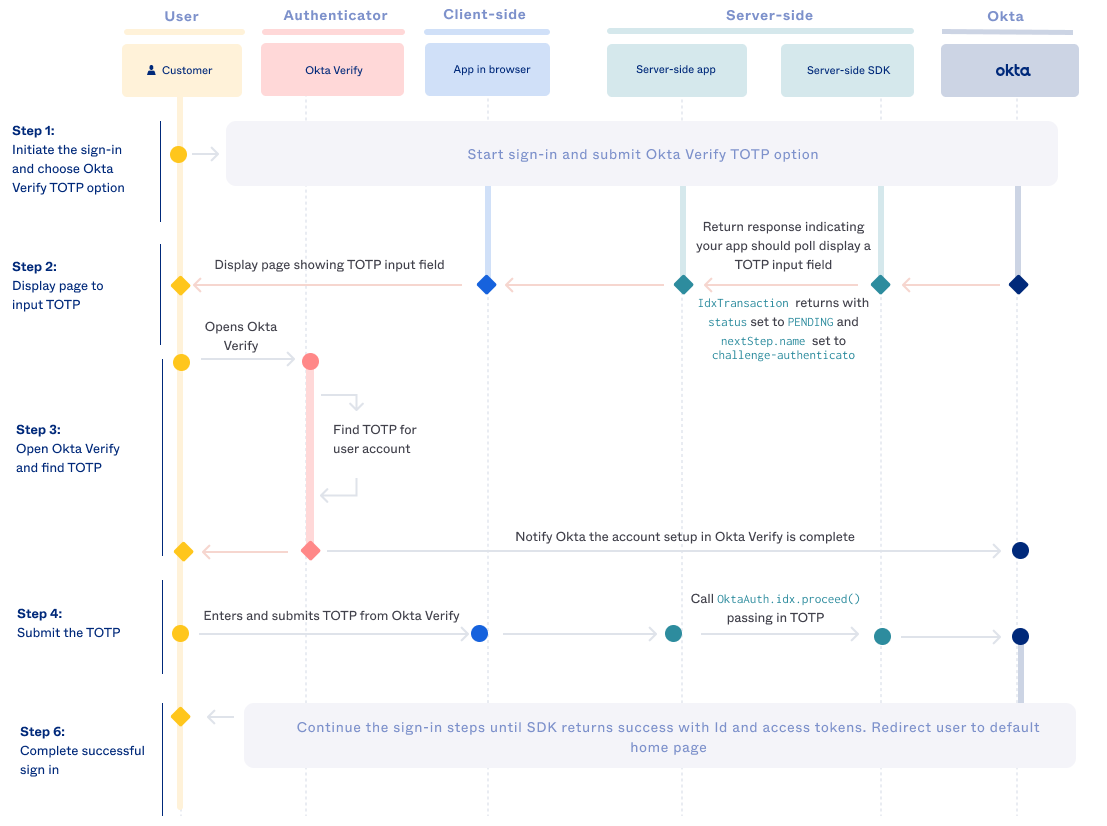 User
Authenticator
Client-side
Server-side
Okta
Customer
Okta Verify
App in browser
Server-side app
Server-side SDK
okta
Step 1:
Initiate the sign-in
and choose Okta
Verify TOTP option
Start sign-in and submit Okta Verify TOTP option
Step 2:
Display page to
input TOTP
Display page showing TOTP input field
Return response indicating
your app should poll display a
TOTP input field
IdxTransaction returns with
status set to PENDING and
nextStep.name set to
challenge-authenticato
Opens Okta
Verify
Step 3:
Open Okta Verify
and find TOTP
Find TOTP for
user account
Notify Okta the account setup in Okta Verify is complete
Step 4:
Submit the TOTP
Enters and submits TOTP from Okta Verify
Call OktaAuth.idx.proceed()
passing in TOTP
Step 6:
Complete successful
sign in
Continue the sign-in steps until SDK returns success with Id and access tokens. Redirect user to default
home page